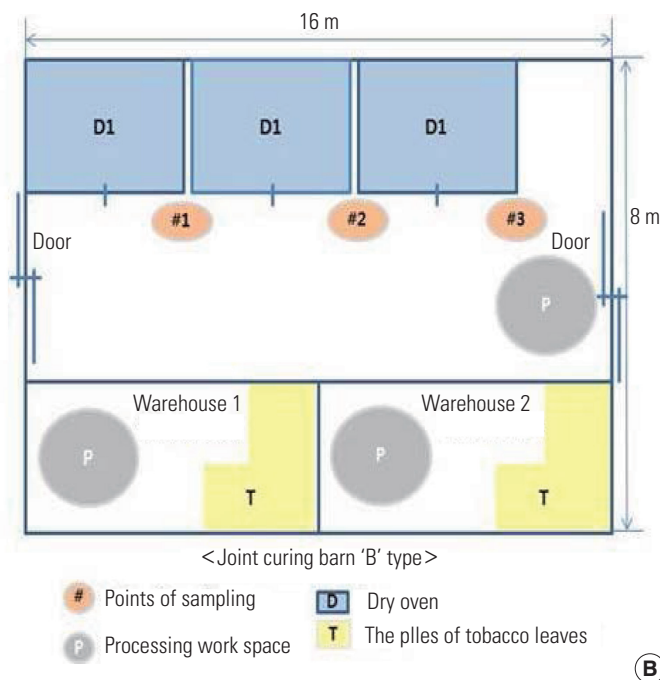 16 m
D1 D1 D1
#1 #2 #3
Door Door 8 m
P
Warehouse 1 Warehouse 2
P P
T T
<Joint curing barn 'B' type>
# Points of sampling D Dry oven
P Processing work space T The plles of tobacco leaves
B